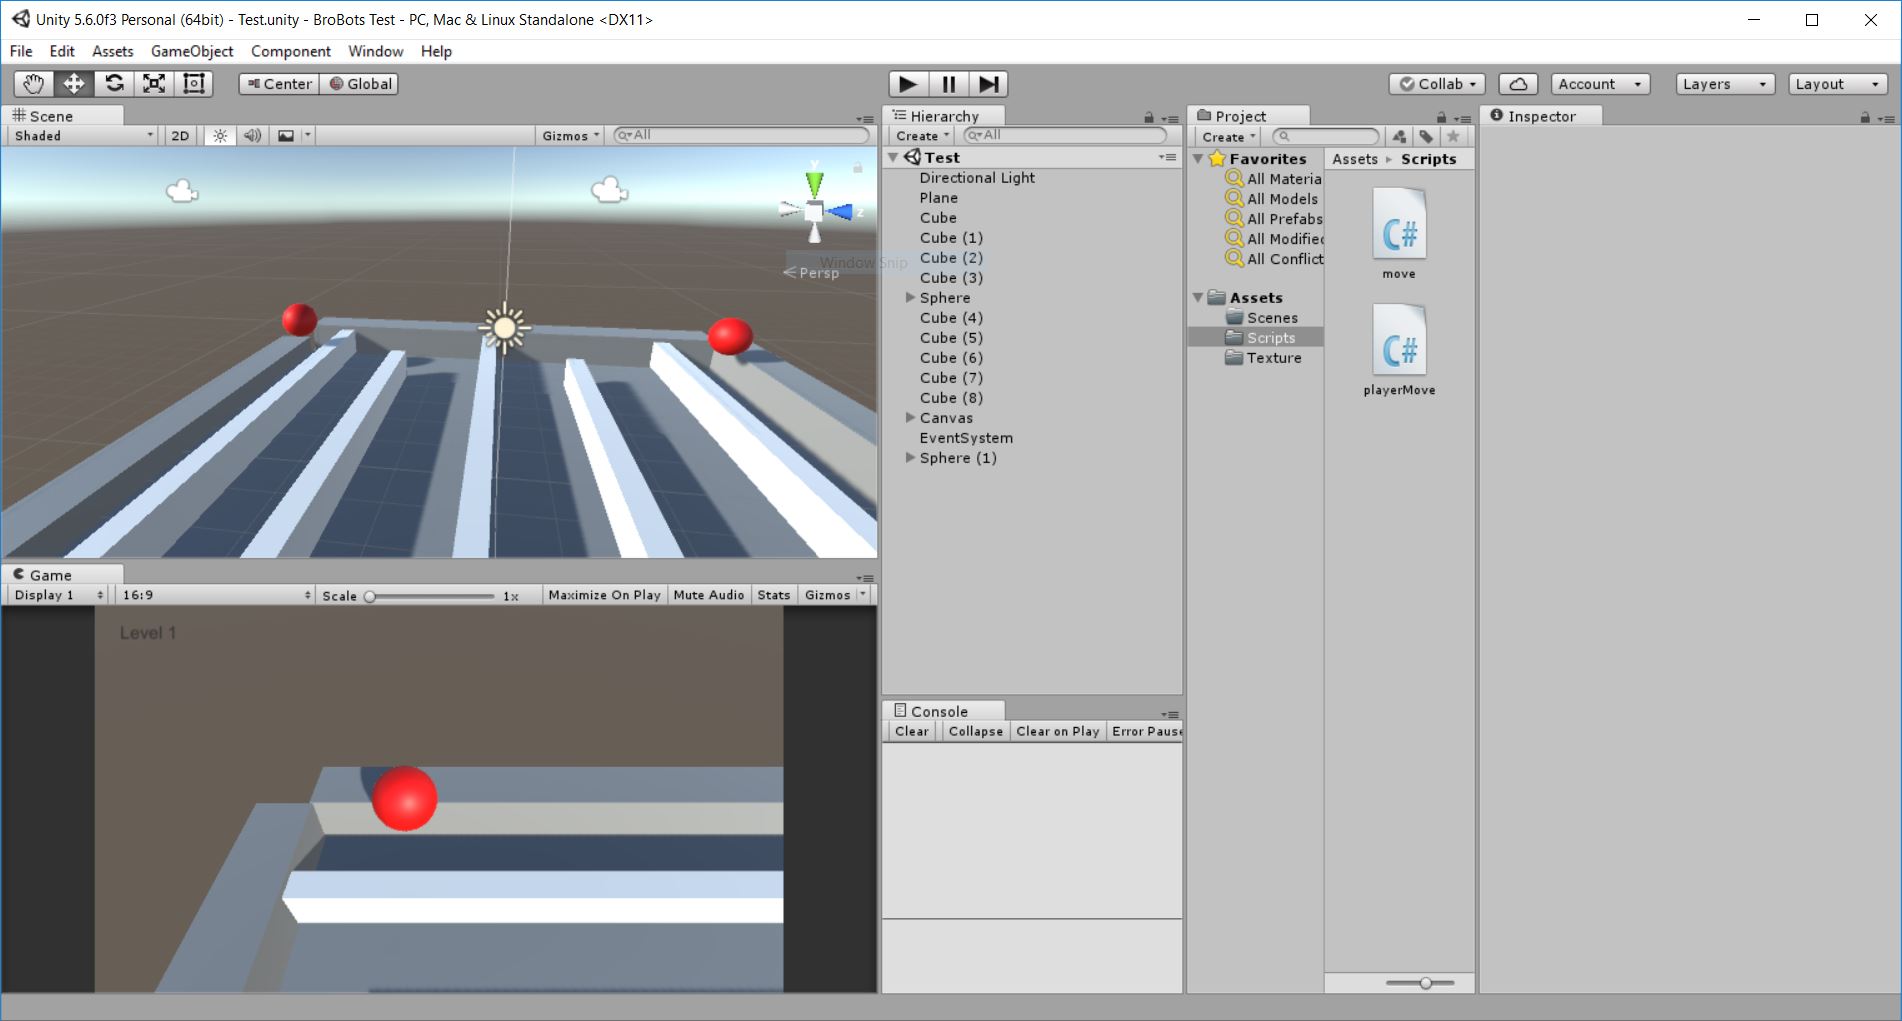 Unity 5.6.0f3 Personal (64bit) - Test.unity - BroBots Test - PC, Mac & Linux Standalone <DX11>
File Edit Assets GameObject Component Window Help
Center Global Collab Account Layers Layout
Scene
Shaded 2D Gizmos All
y
z
Persp
Window Snip
Game
Display 1 16:9 Scale 1x Maximize On Play Mute Audio Stats Gizmos
Level 1
Hierarchy
Create All
Test
Directional Light
Plane
Cube
Cube (1)
Cube (2)
Cube (3)
Sphere
Cube (4)
Cube (5)
Cube (6)
Cube (7)
Cube (8)
Canvas
EventSystem
Sphere (1)
Console
Clear Collapse Clear on Play Error Pause
Project
Create
Favorites
All Materia
All Models
All Prefabs
All Modified
All Conflict
Assets
Scenes
Scripts
Texture
Assets Scripts
C#
move
C#
playerMove
Inspector